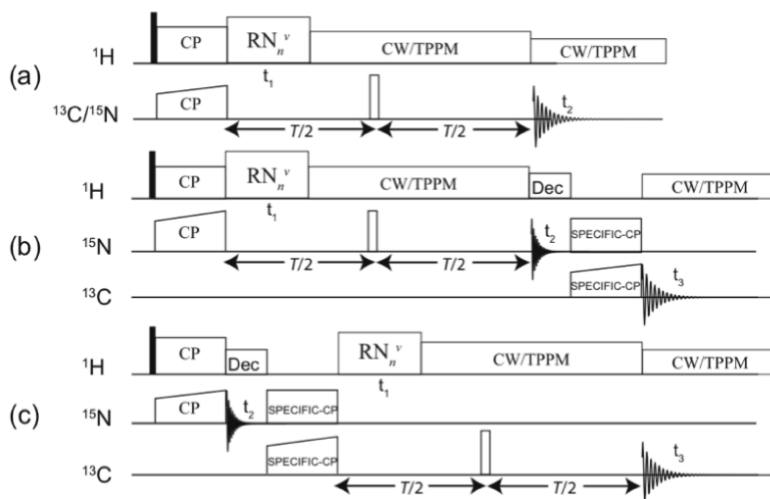 CP RNₙᵛ CW/TPPM CW/TPPM
¹H
t₁
(a)
CP t₂
¹³C/¹⁵N
T/2 T/2
CP RNₙᵛ CW/TPPM Dec CW/TPPM
¹H
t₁
(b) CP t₂ SPECIFIC-CP
¹⁵N
T/2 T/2
SPECIFIC-CP t₃
¹³C
CP Dec RNₙᵛ CW/TPPM CW/TPPM
¹H
t₁
(c) CP t₂ SPECIFIC-CP
¹⁵N
SPECIFIC-CP t₃
¹³C
T/2 T/2